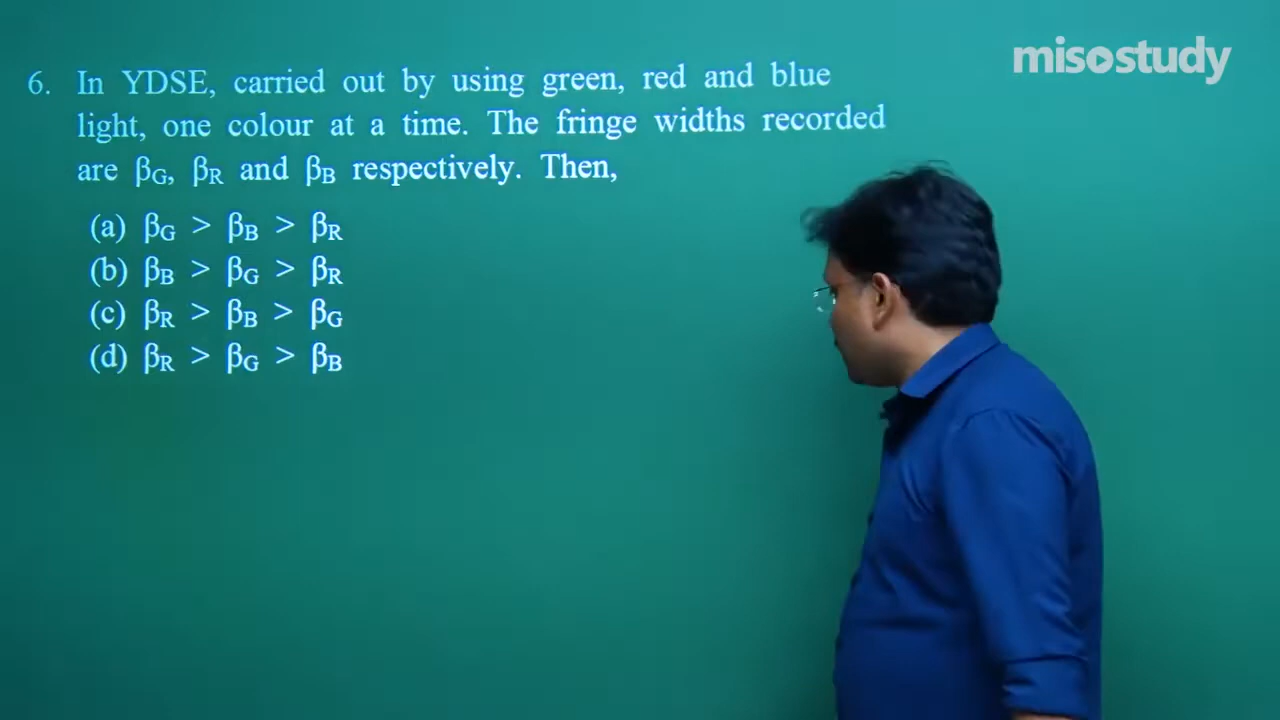 misostudy
6. In YDSE, carried out by using green, red and blue
light, one colour at a time. The fringe widths recorded
are βG, βR and βB respectively. Then,
(a) βG > βB > βR
(b) βB > βG > βR
(c) βR > βB > βG
(d) βR > βG > βB